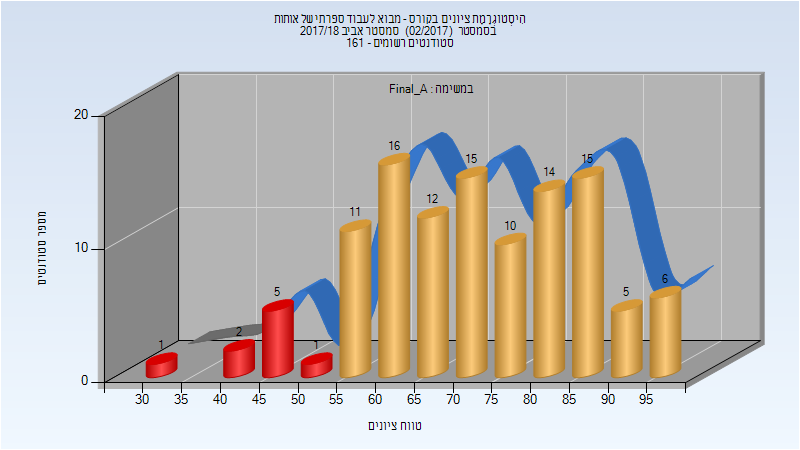 היסטוגרמת ציונים בקורס - מבוא לעבוד ספרתי של אותות
בסמסטר (02/2017) סמסטר אביב 2017/18
סטודנטים רשומים - 161
במשימה : Final_A
מספר סטודנטים
20
10
0
1
2
5
1
11
16
12
15
10
14
15
5
6
30 35 40 45 50 55 60 65 70 75 80 85 90 95
טווח ציונים